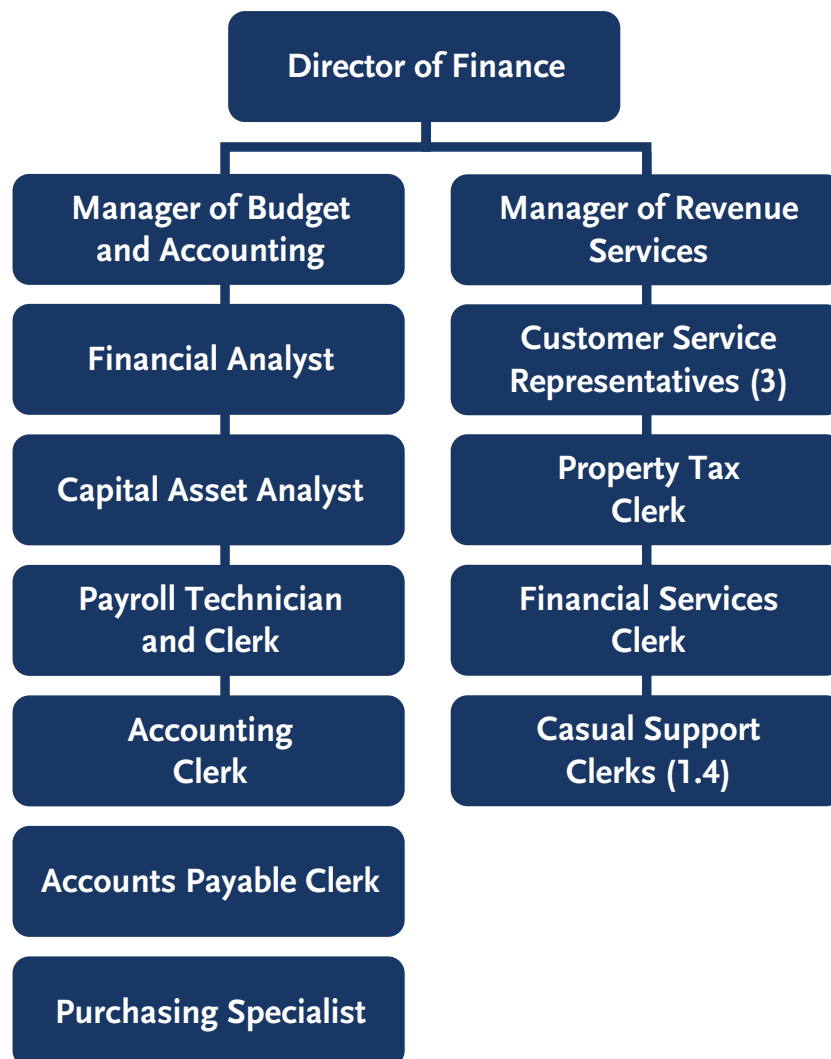 Director of Finance
Manager of Budget
and Accounting
Financial Analyst
Capital Asset Analyst
Payroll Technician
and Clerk
Accounting
Clerk
Accounts Payable Clerk
Purchasing Specialist
Manager of Revenue
Services
Customer Service
Representatives (3)
Property Tax
Clerk
Financial Services
Clerk
Casual Support
Clerks (1.4)